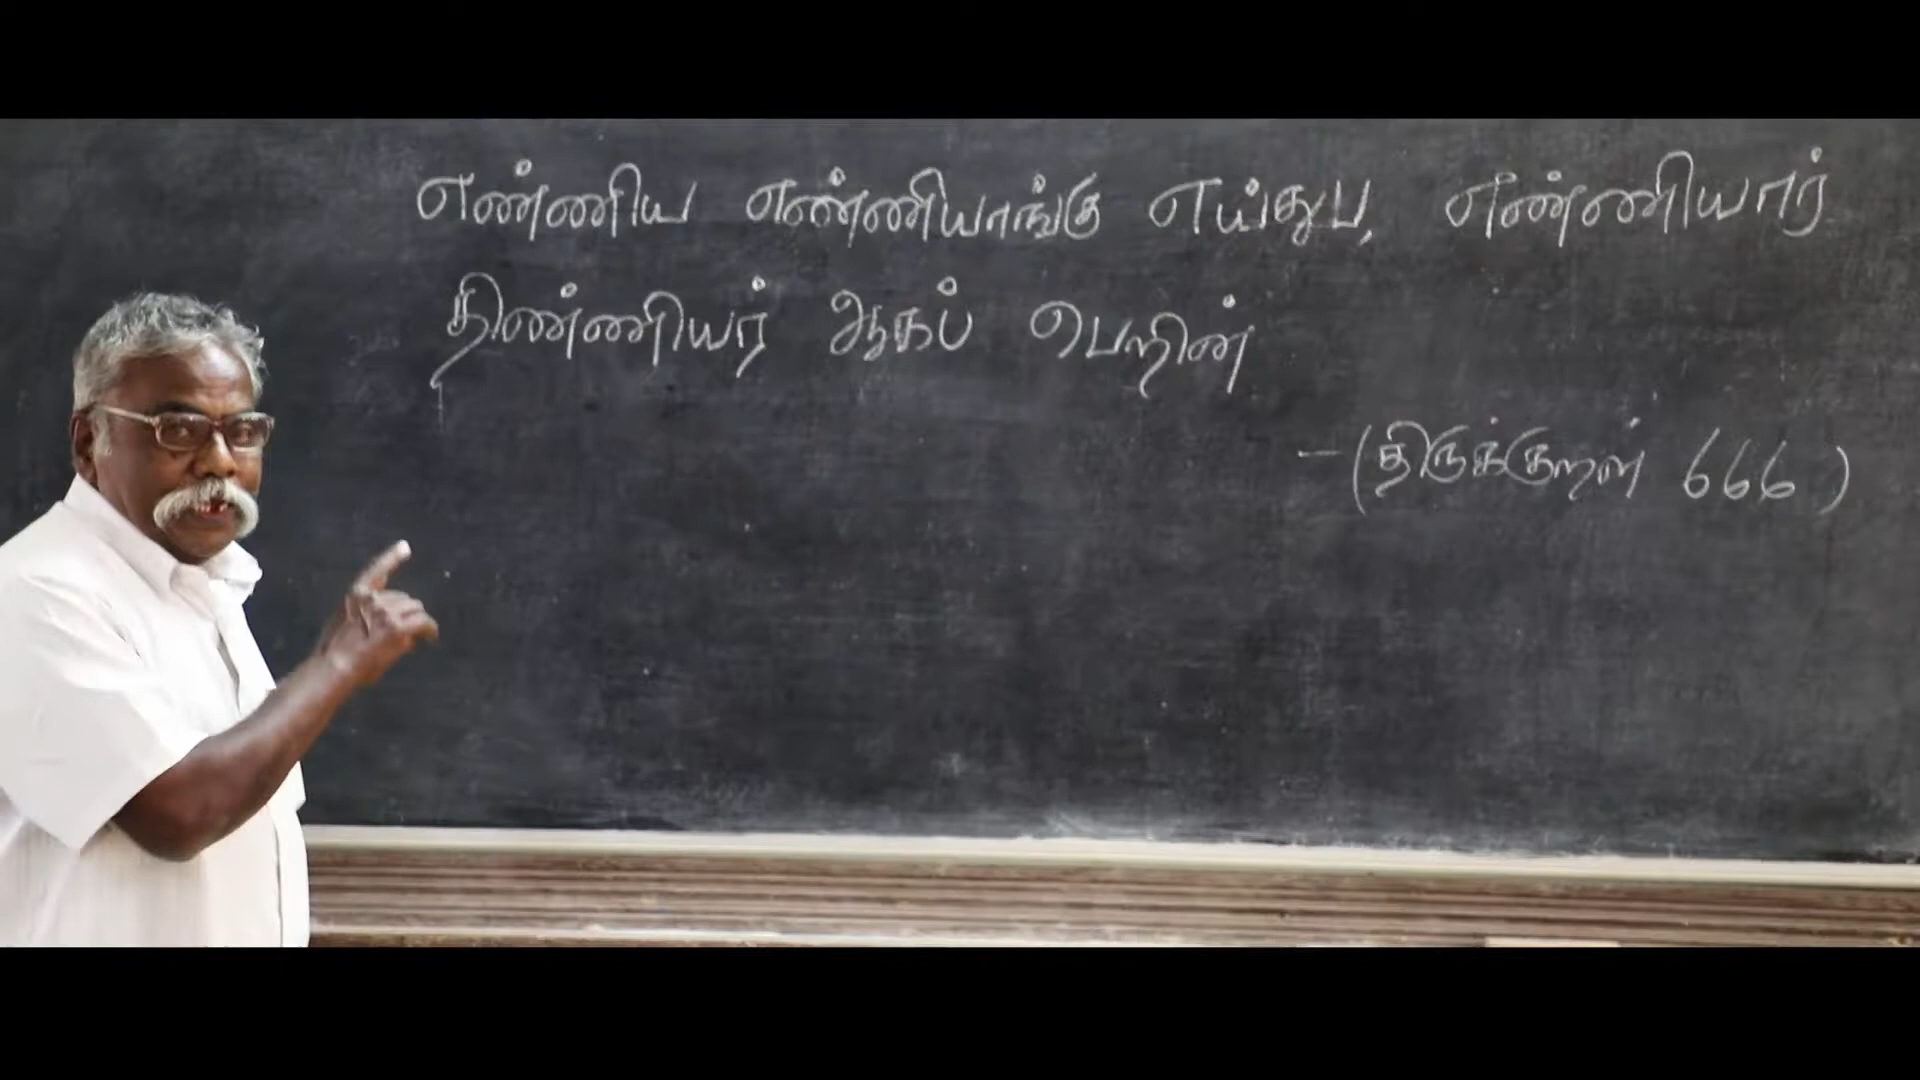 எண்ணிய எண்ணியாங்கு எய்துப, எண்ணியார்
திண்ணியர் ஆகப் பெறின்
- (திருக்குறள் 666)